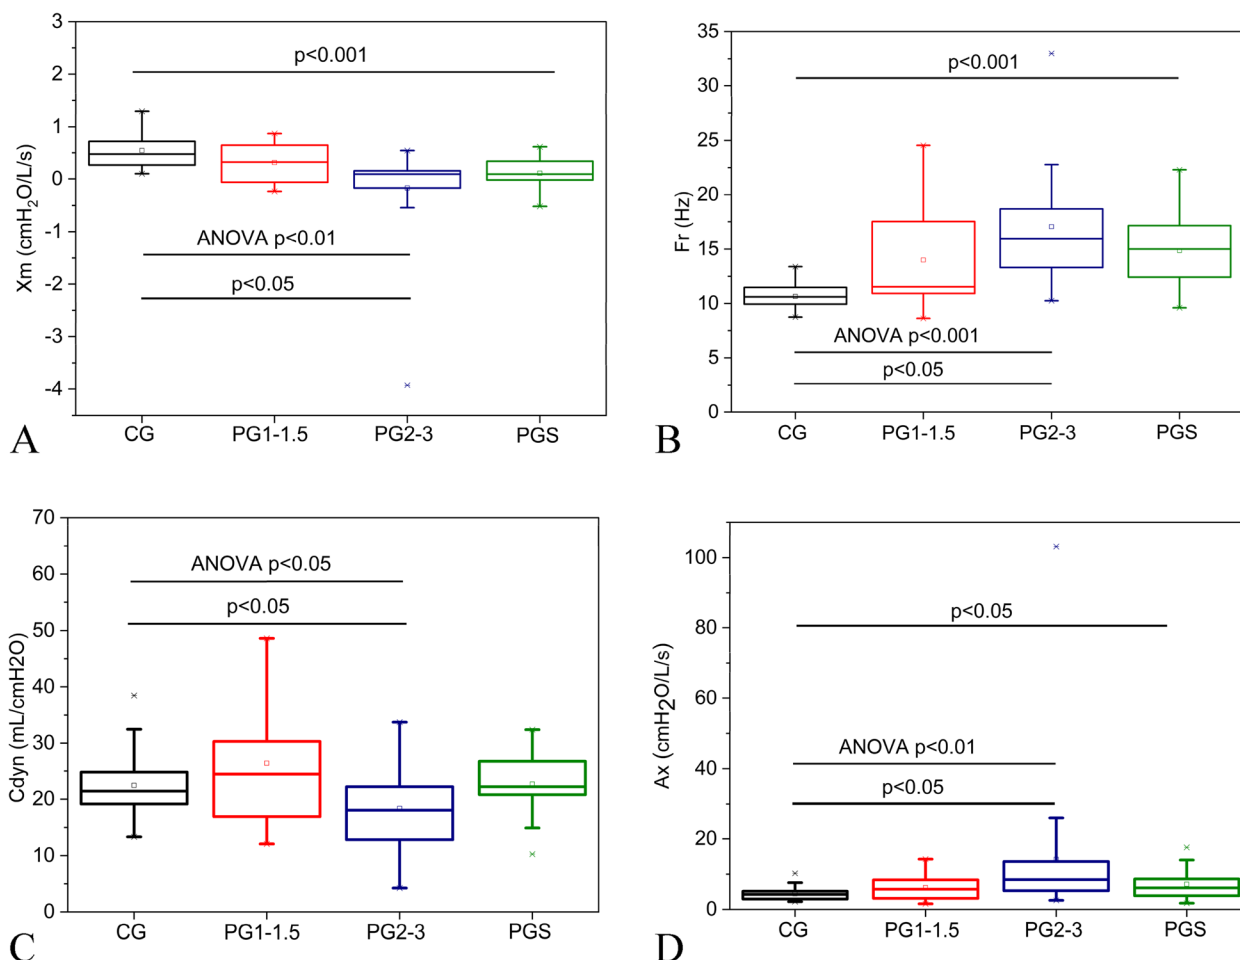 3
2
1
0
-1
-2
-3
-4
Xm (cmH2O/L/s)
p<0.001
ANOVA p<0.01
p<0.05
CG PG1-1.5 PG2-3 PGS
A
35
30
25
20
15
10
5
0
Fr (Hz)
p<0.001
ANOVA p<0.001
p<0.05
CG PG1-1.5 PG2-3 PGS
B
70
60
50
40
30
20
10
0
Cdyn (mL/cmH2O)
ANOVA p<0.05
p<0.05
CG PG1-1.5 PG2-3 PGS
C
100
80
60
40
20
0
Ax (cmH2O/L/s)
p<0.05
ANOVA p<0.01
p<0.05
CG PG1-1.5 PG2-3 PGS
D